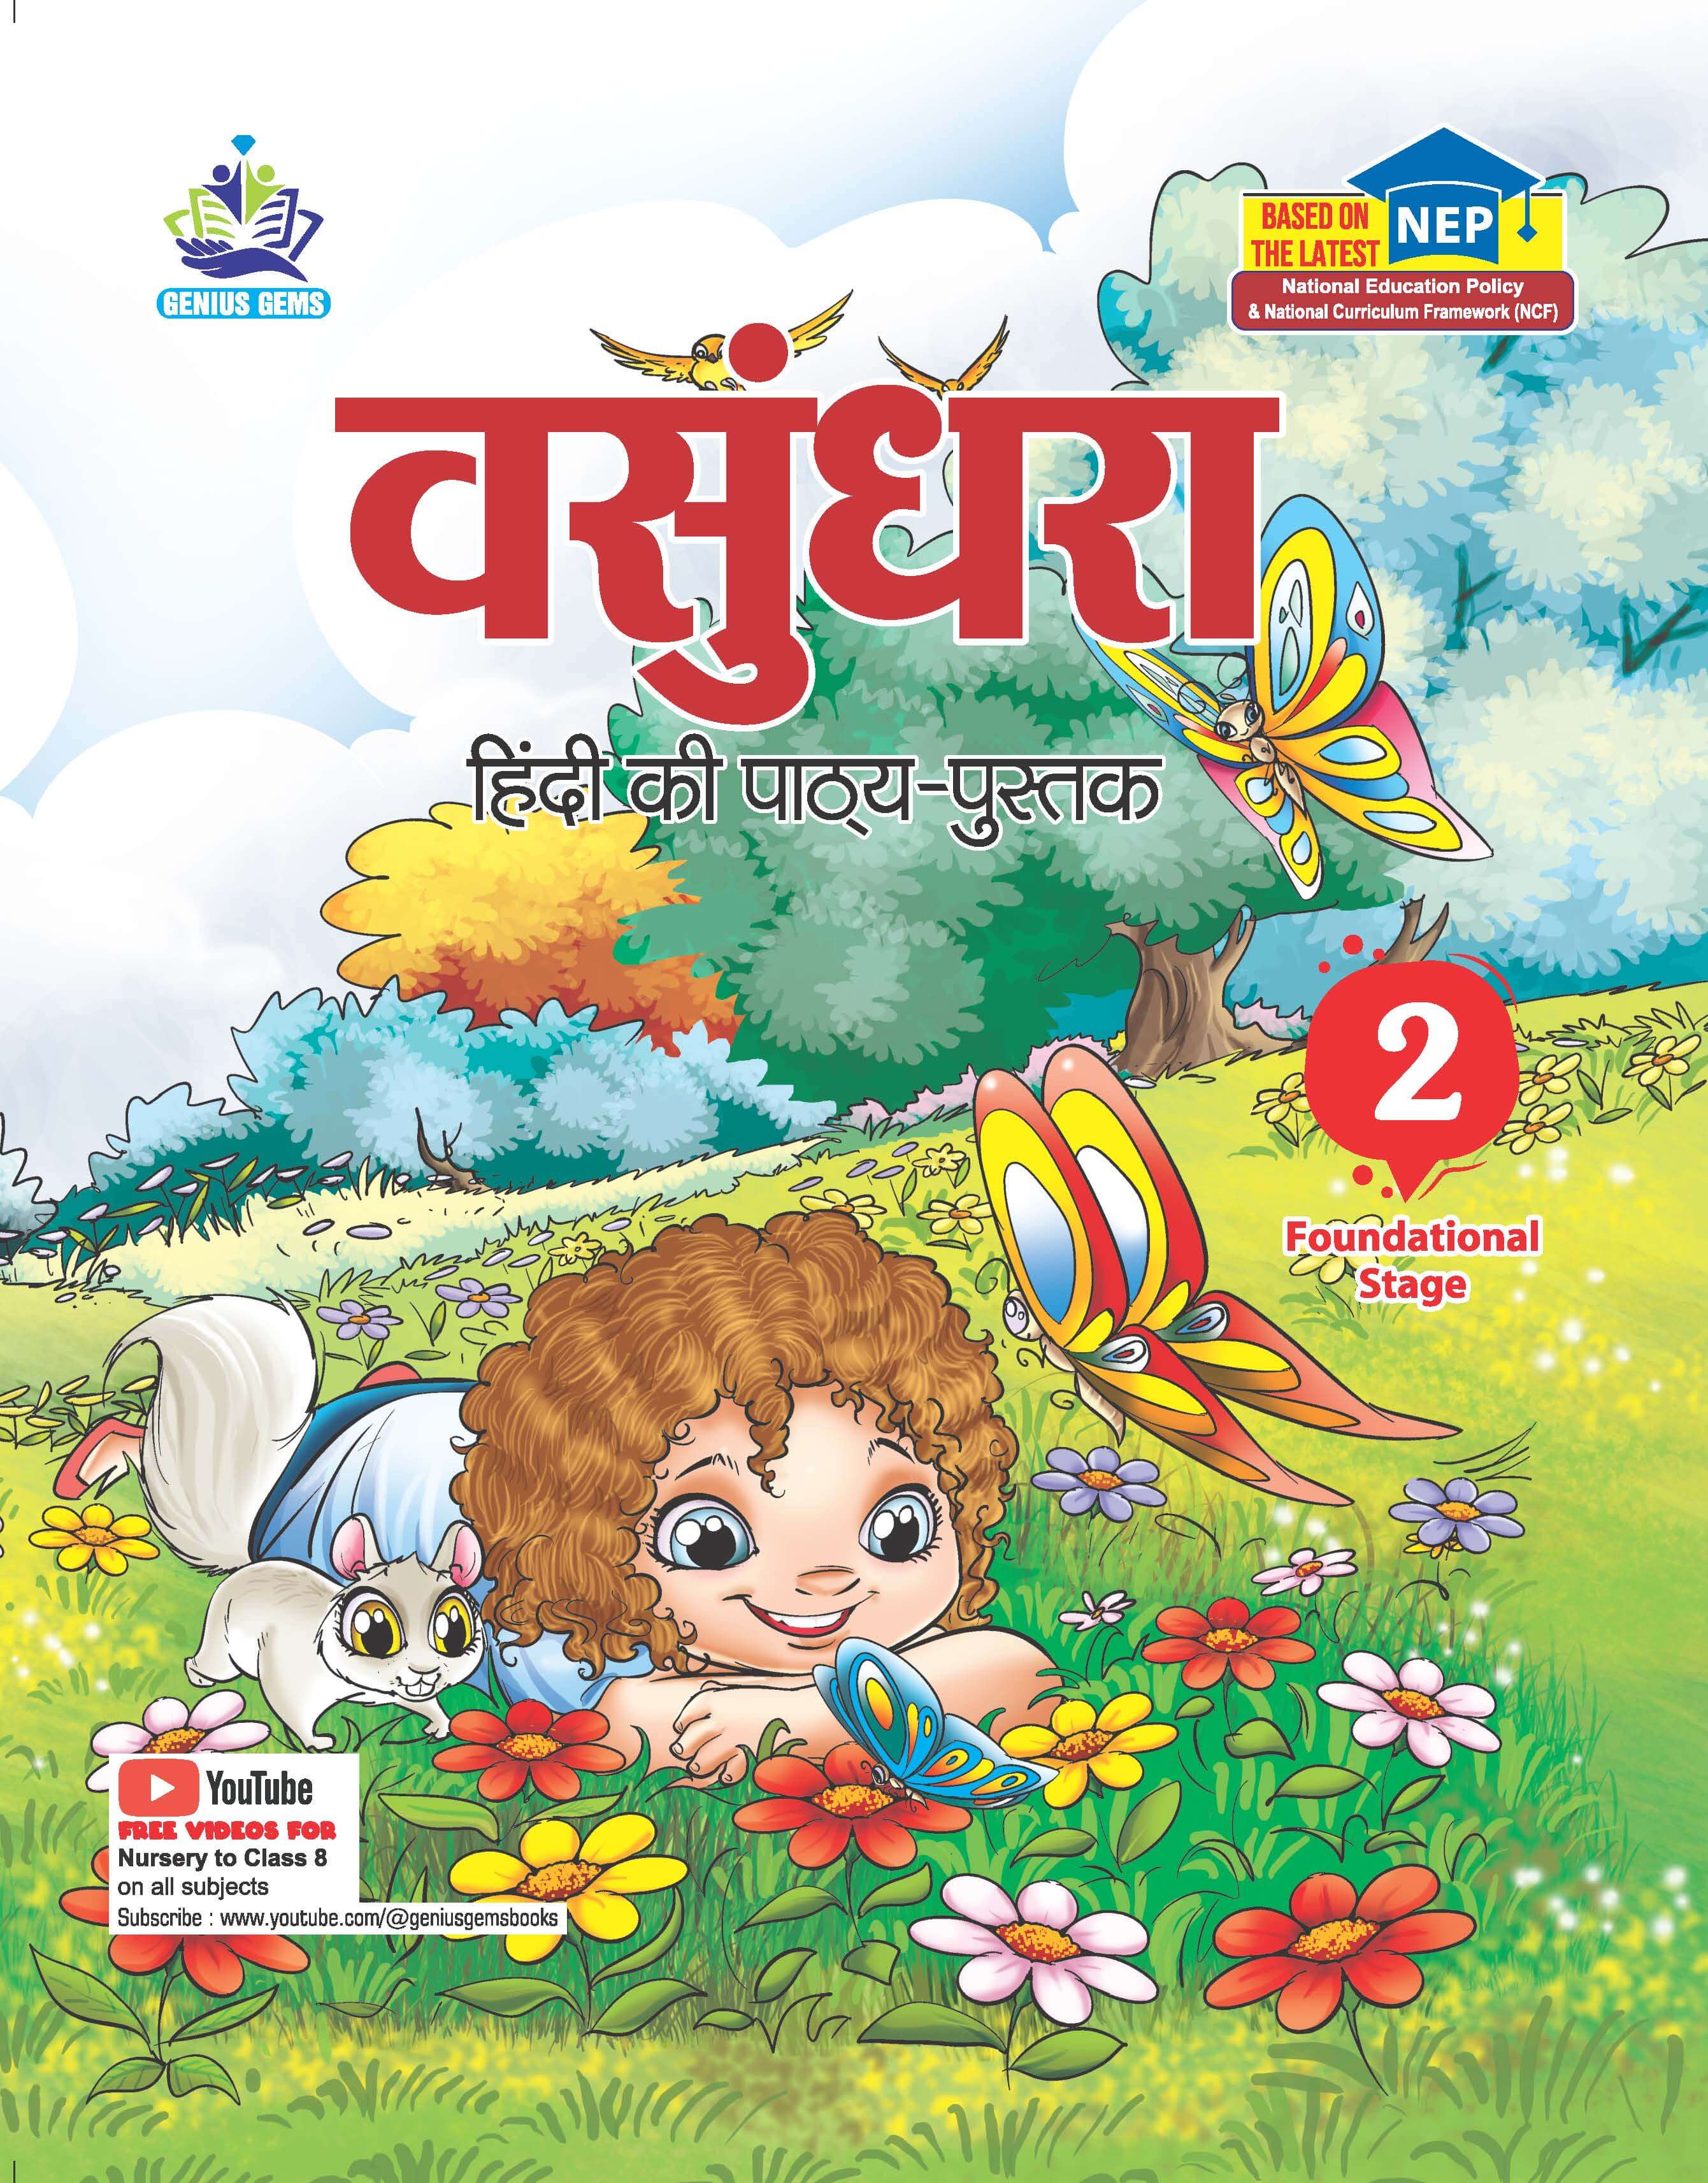 GENIUS GEMS
BASED ON
THE LATEST
NEP
National Education Policy
& National Curriculum Framework (NCF)
वसुंधरा
हिंदी की पाठ्य-पुस्तक
2
Foundational
Stage
YouTube
FREE VIDEOS FOR
Nursery to Class 8
on all subjects
Subscribe : www.youtube.com/@geniusgemsbooks